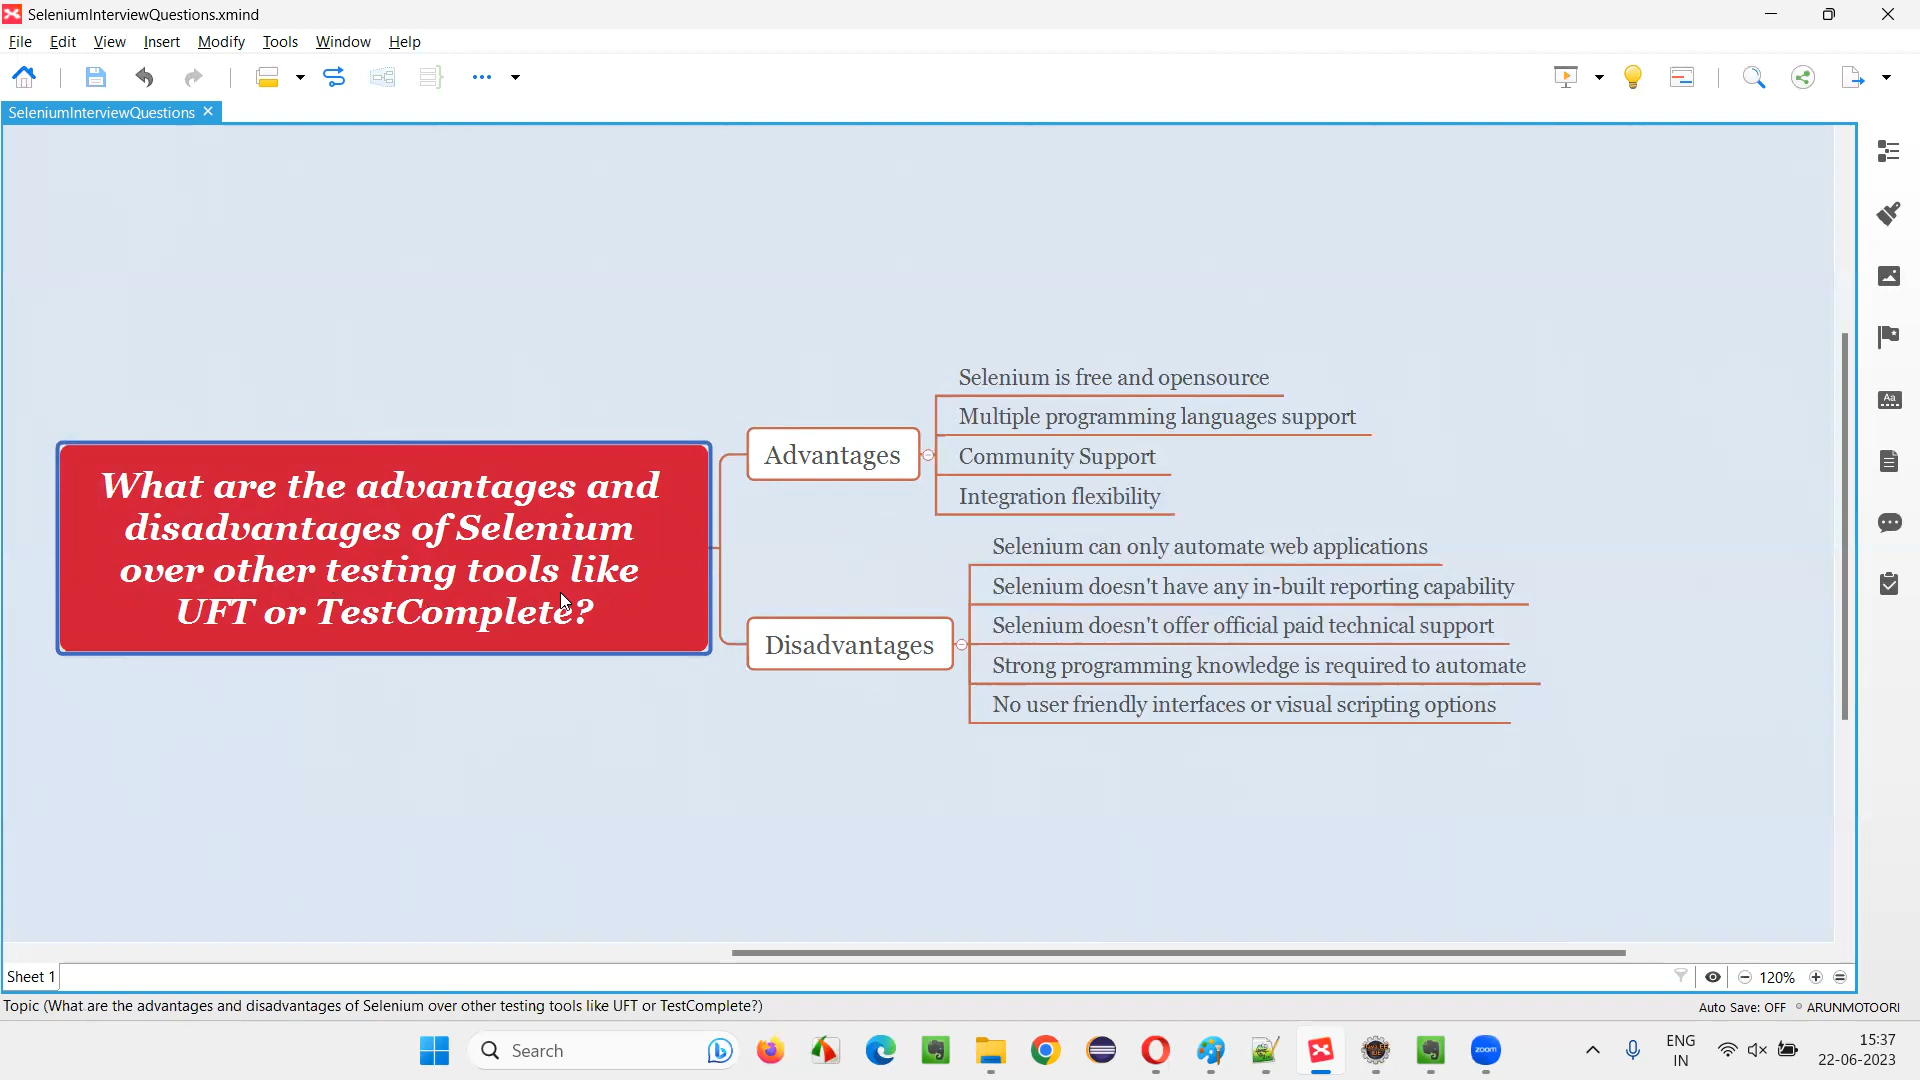 SeleniumInterviewQuestions.xmind
File Edit View Insert Modify Tools Window Help
SeleniumInterviewQuestions
What are the advantages and
disadvantages of Selenium
over other testing tools like
UFT or TestComplete?
Advantages
Selenium is free and opensource
Multiple programming languages support
Community Support
Integration flexibility
Disadvantages
Selenium can only automate web applications
Selenium doesn't have any in-built reporting capability
Selenium doesn't offer official paid technical support
Strong programming knowledge is required to automate
No user friendly interfaces or visual scripting options
Aa
Sheet 1
120%
Topic (What are the advantages and disadvantages of Selenium over other testing tools like UFT or TestComplete?)
Auto Save: OFF
ARUNMOTOORI
Search
zoom
ENG
IN
15:37
22-06-2023